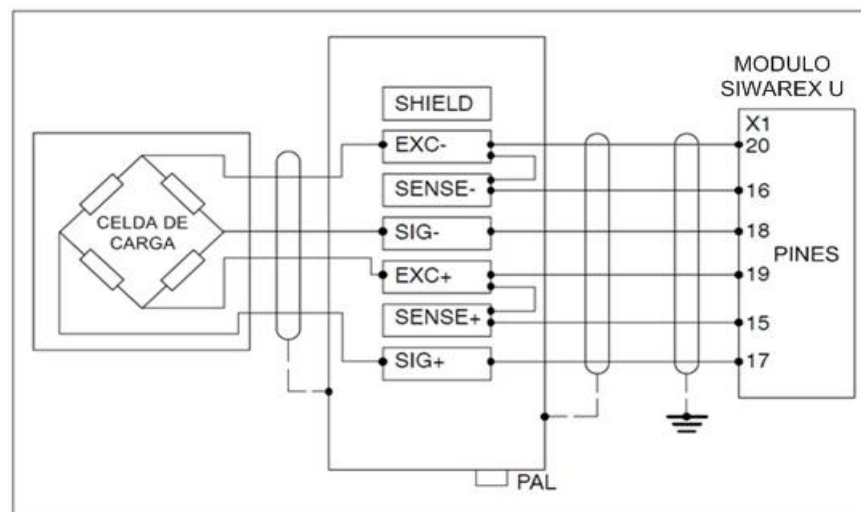 MODULO
SIWAREX U
X1
SHIELD
EXC-
20
SENSE-
16
CELDA DE
CARGA
SIG-
18
PINES
EXC+
19
SENSE+
15
SIG+
17
PAL